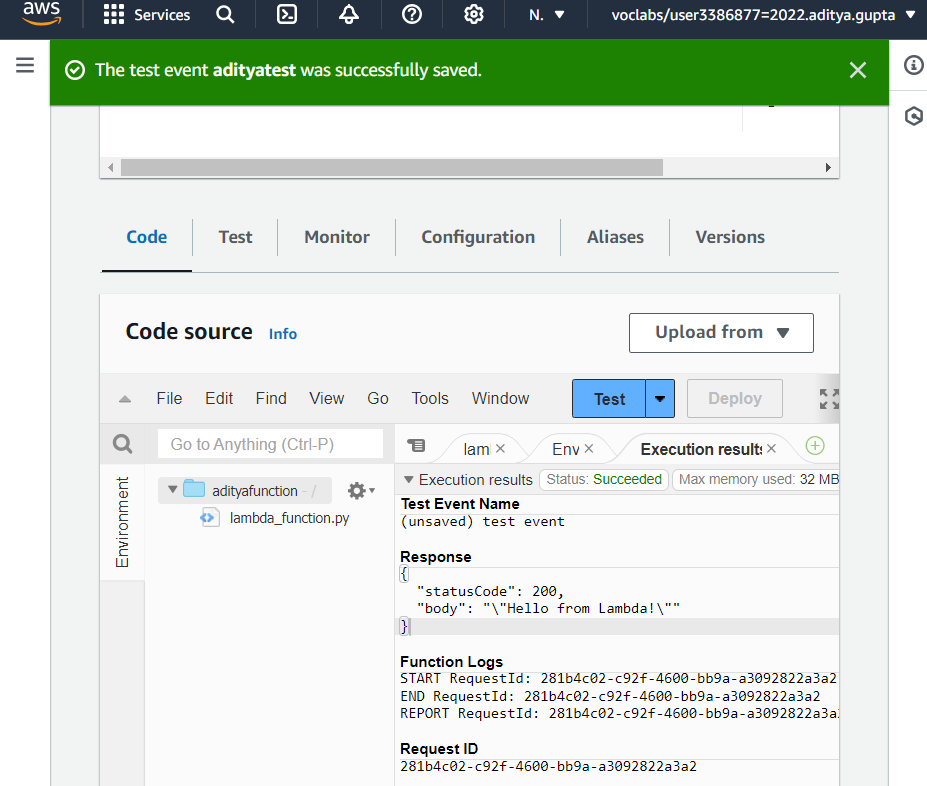 aws
Services
N.
voclabs/user3386877=2022.aditya.gupta
The test event adityatest was successfully saved.
Code
Test
Monitor
Configuration
Aliases
Versions
Code source Info
Upload from
File Edit Find View Go Tools Window
Test
Deploy
Go to Anything (Ctrl-P)
lam
Env
Execution results
Environment
adityafunction - /
lambda_function.py
Execution results
Status: Succeeded
Max memory used: 32 MB
Test Event Name
(unsaved) test event
Response
{
"statusCode": 200,
"body": "\"Hello from Lambda!\""
}
Function Logs
START RequestId: 281b4c02-c92f-4600-bb9a-a3092822a3a2
END RequestId: 281b4c02-c92f-4600-bb9a-a3092822a3a2
REPORT RequestId: 281b4c02-c92f-4600-bb9a-a3092822a3a
Request ID
281b4c02-c92f-4600-bb9a-a3092822a3a2